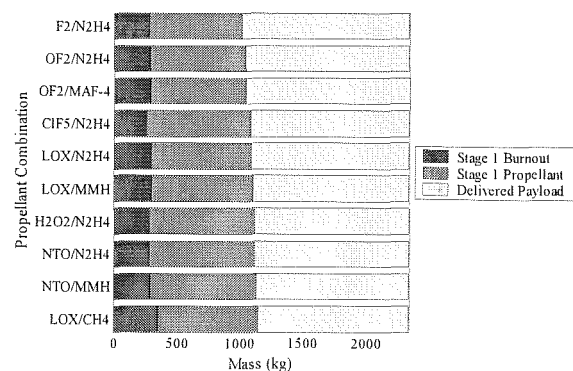 Propellant Combination
F2/N2H4
OF2/N2H4
OF2/MAF-4
ClF5/N2H4
LOX/N2H4
LOX/MMH
H2O2/N2H4
NTO/N2H4
NTO/MMH
LOX/CH4
0 500 1000 1500 2000
Mass (kg)
Stage 1 Burnout
Stage 1 Propellant
Delivered Payload